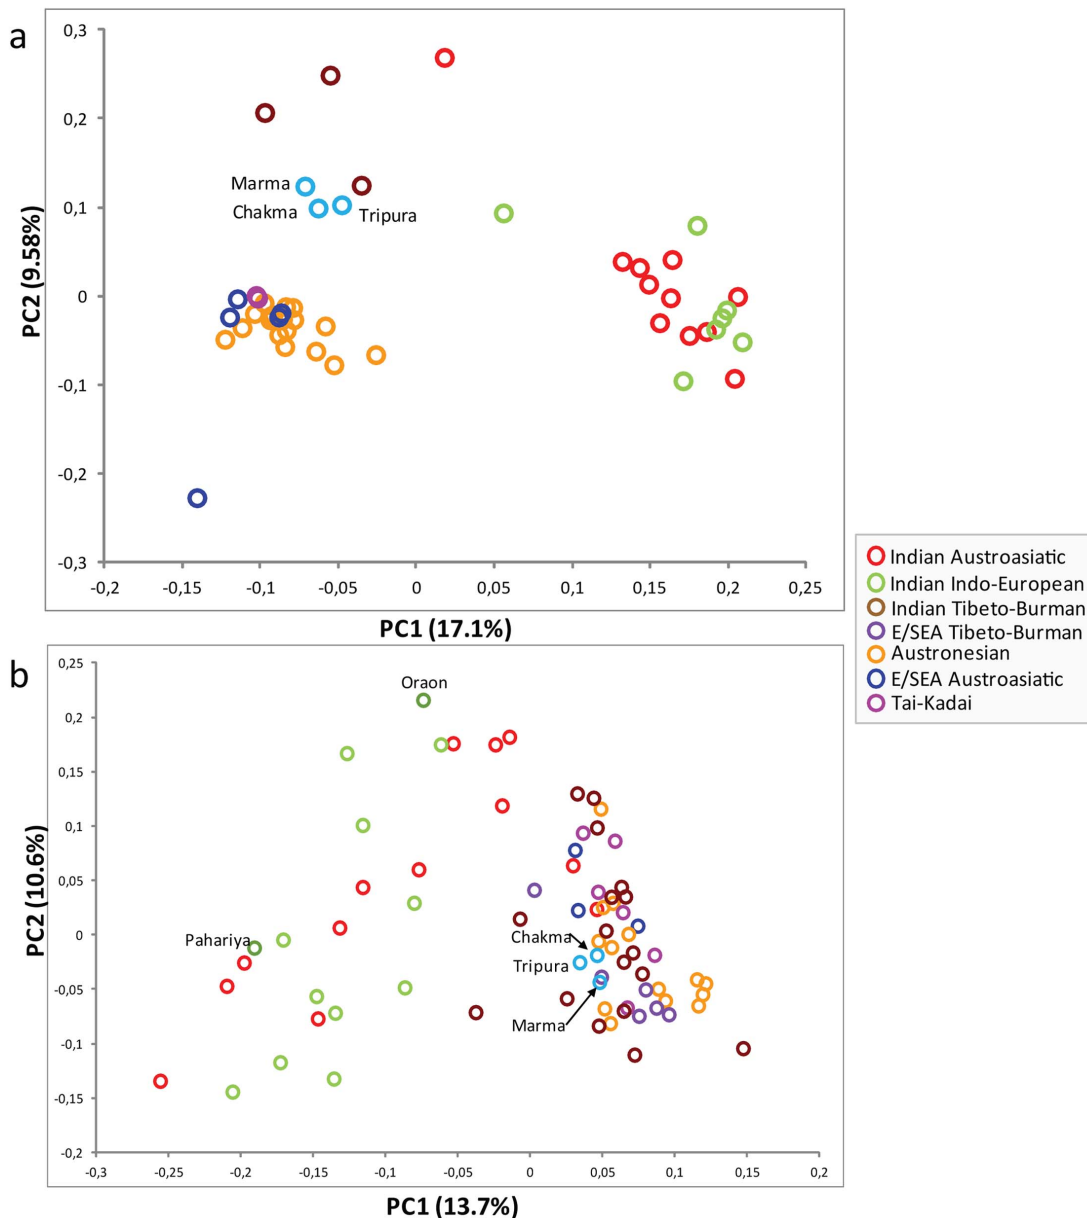 a
0,3
0,2
0,1
0
-0,1
-0,2
-0,3
PC2 (9.58%)
Marma
Chakma
Tripura
-0,2
-0,15
-0,1
-0,05
0
0,05
0,1
0,15
0,2
0,25
PC1 (17.1%)
Indian Austroasiatic
Indian Indo-European
Indian Tibeto-Burman
E/SEA Tibeto-Burman
Austronesian
E/SEA Austroasiatic
Tai-Kadai
b
0,25
0,2
0,15
0,1
0,05
0
-0,05
-0,1
-0,15
-0,2
PC2 (10.6%)
Oraon
Pahariya
Chakma
Tripura
Marma
-0,3
-0,25
-0,2
-0,15
-0,1
-0,05
0
0,05
0,1
0,15
0,2
PC1 (13.7%)